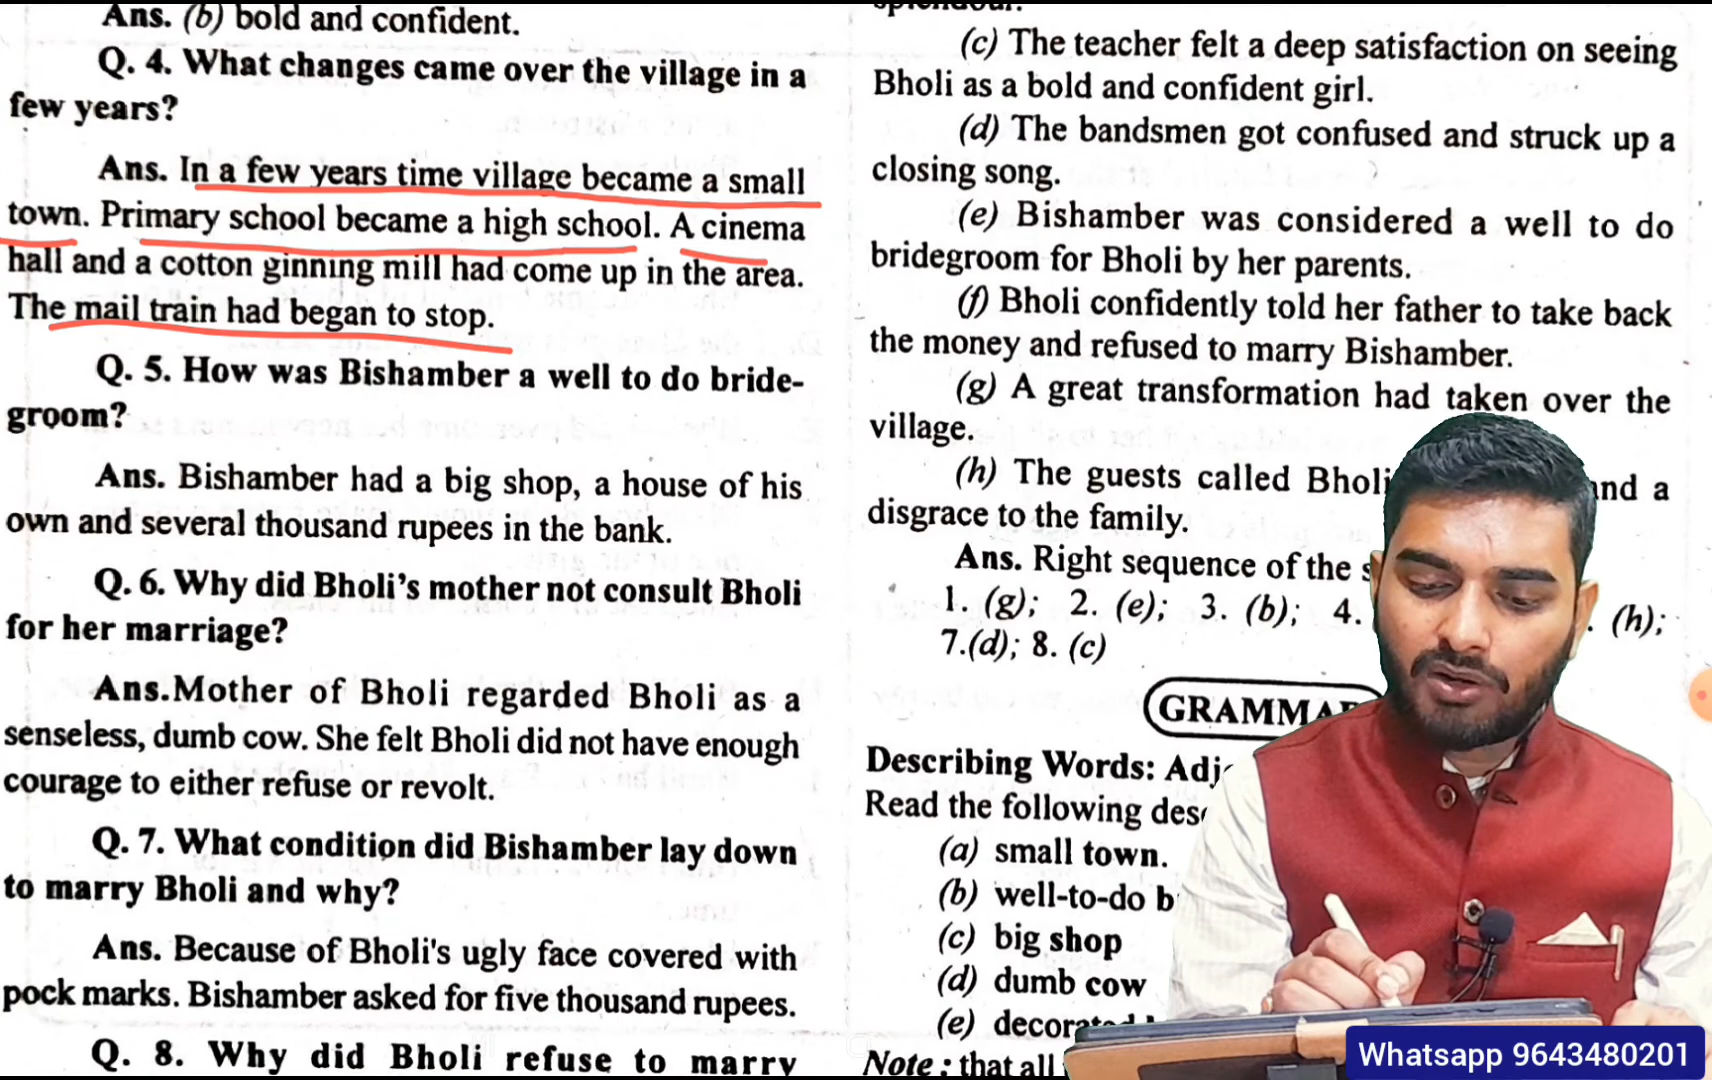 Ans. (b) bold and confident.
Q. 4. What changes came over the village in a
few years?
Ans. In a few years time village became a small
town. Primary school became a high school. A cinema
hall and a cotton ginning mill had come up in the area.
The mail train had began to stop.
Q. 5. How was Bishamber a well to do bride-
groom?
Ans. Bishamber had a big shop, a house of his
own and several thousand rupees in the bank.
Q. 6. Why did Bholi's mother not consult Bholi
for her marriage?
Ans. Mother of Bholi regarded Bholi as a
senseless, dumb cow. She felt Bholi did not have enough
courage to either refuse or revolt.
Q. 7. What condition did Bishamber lay down
to marry Bholi and why?
Ans. Because of Bholi's ugly face covered with
pock marks. Bishamber asked for five thousand rupees.
Q. 8. Why did Bholi refuse to marry
(c) The teacher felt a deep satisfaction on seeing
Bholi as a bold and confident girl.
(d) The bandsmen got confused and struck up a
closing song.
(e) Bishamber was considered a well to do
bridegroom for Bholi by her parents.
(f) Bholi confidently told her father to take back
the money and refused to marry Bishamber.
(g) A great transformation had taken over the
village.
(h) The guests called Bholi and a
disgrace to the family.
Ans. Right sequence of the
1. (g); 2. (e); 3. (b); 4. (h);
7.(d); 8. (c)
Describing Words:
Read the following
(a) small town.
(b) well-to-do
(c) big shop
(d) dumb cow
(e)
Note : that all
Whatsapp 9643480201